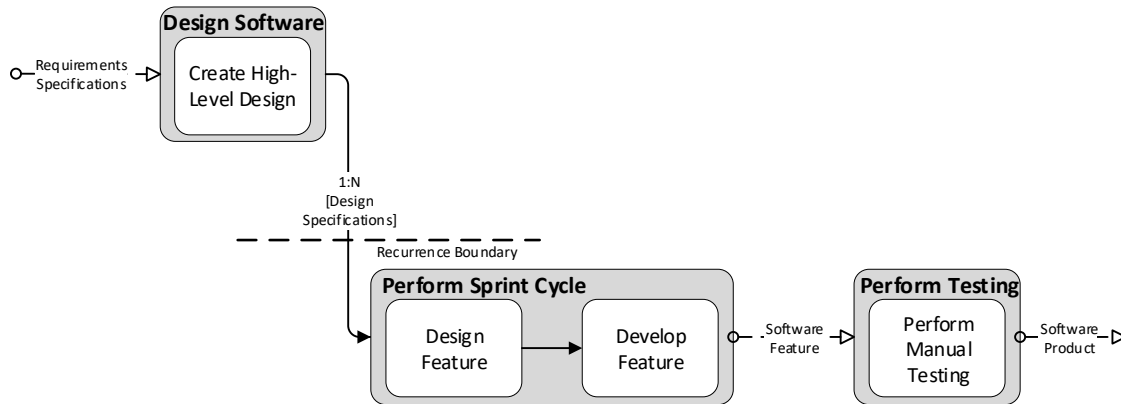 Design Software
Requirements
Specifications
Create High-
Level Design
1:N
[Design
Specifications]
Recurrence Boundary
Perform Sprint Cycle
Design
Feature
Develop
Feature
Software
Feature
Perform Testing
Perform
Manual
Testing
Software
Product